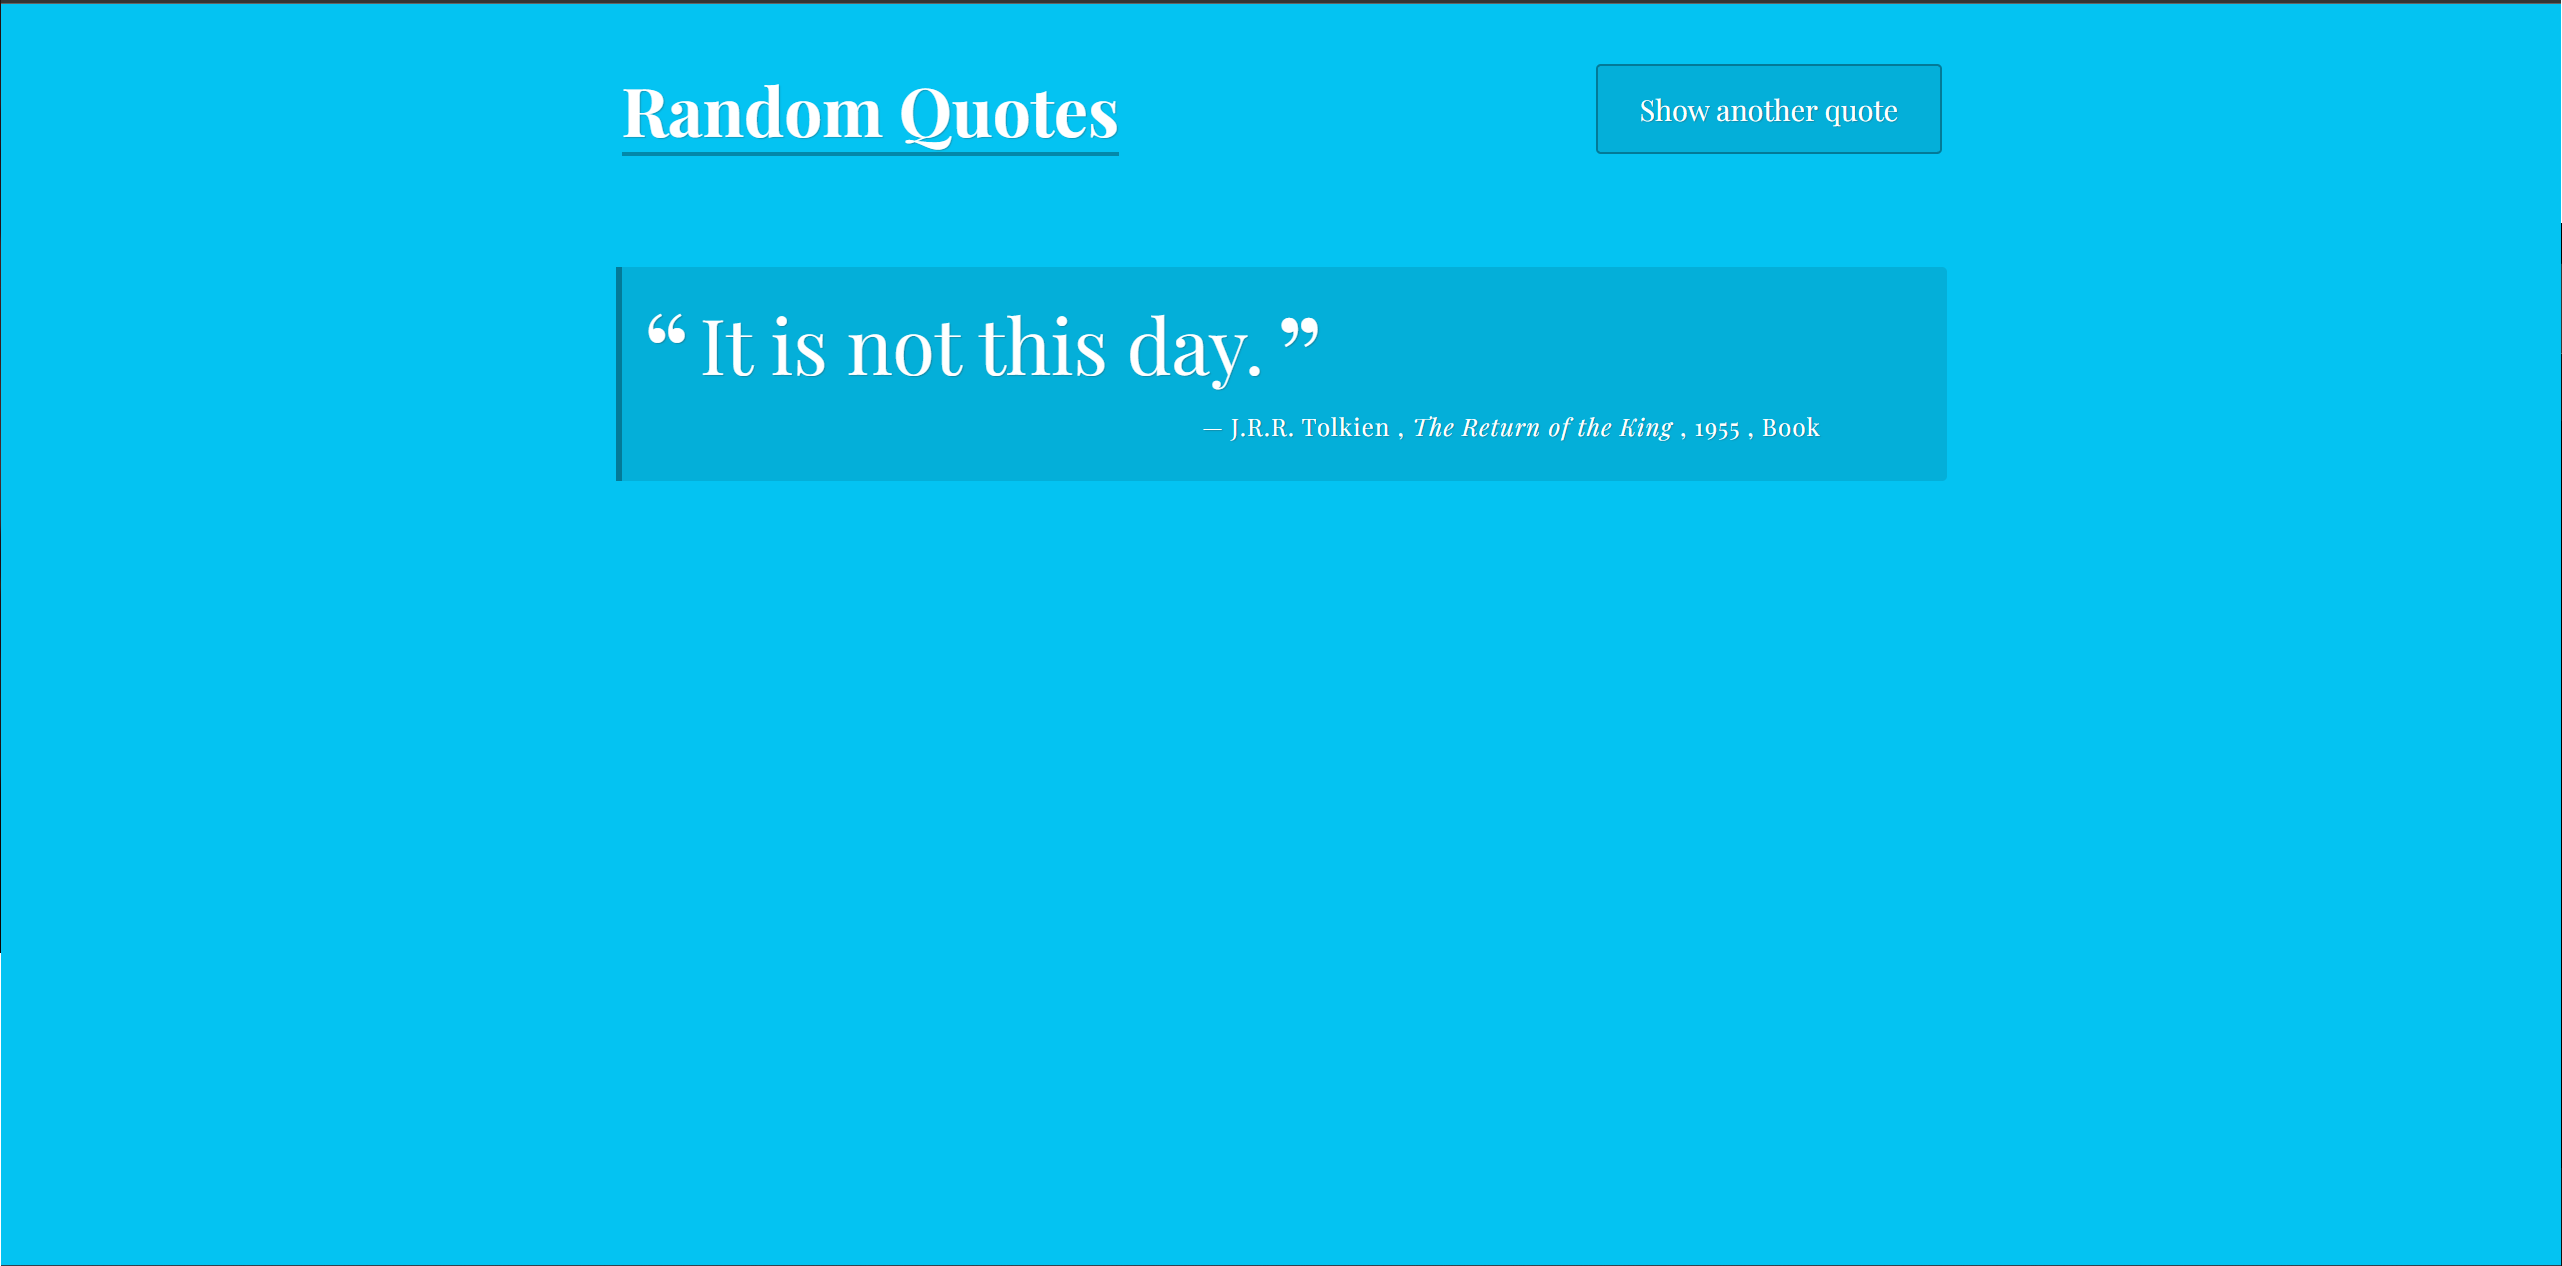 Random Quotes
Show another quote
“ It is not this day. ”
— J.R.R. Tolkien , The Return of the King , 1955 , Book